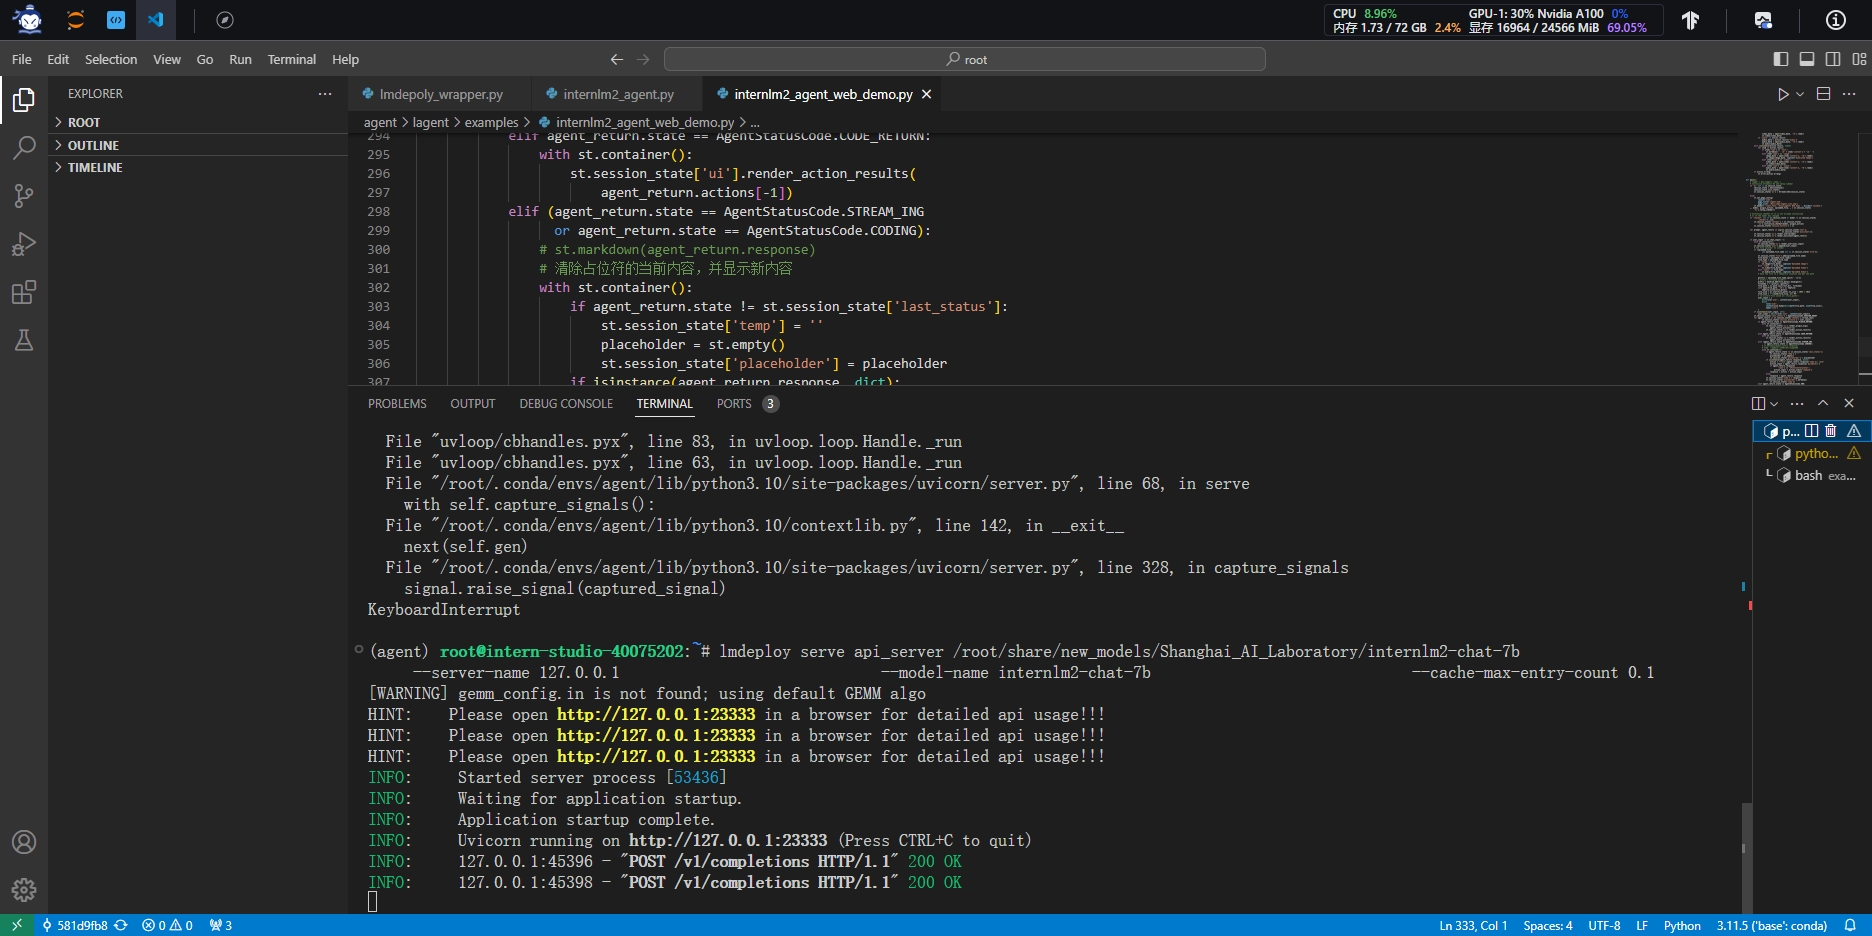 CPU 8.96%
GPU-1: 30% Nvidia A100 0%
内存 1.73 / 72 GB 2.4%
显存 16964 / 24566 MiB 69.05%
File Edit Selection View Go Run Terminal Help
root
EXPLORER
ROOT
OUTLINE
TIMELINE
lmdepoly_wrapper.py
internlm2_agent.py
internlm2_agent_web_demo.py
agent > lagent > examples > internlm2_agent_web_demo.py > ...
294 elif agent_return.state == AgentStatusCode.CODE_RETURN:
295 with st.container():
296 st.session_state['ui'].render_action_results(
297 agent_return.actions[-1])
298 elif (agent_return.state == AgentStatusCode.STREAM_ING
299 or agent_return.state == AgentStatusCode.CODING):
300 # st.markdown(agent_return.response)
301 # 清除占位符的当前内容，并显示新内容
302 with st.container():
303 if agent_return.state != st.session_state['last_status']:
304 st.session_state['temp'] = ''
305 placeholder = st.empty()
306 st.session_state['placeholder'] = placeholder
307 if isinstance(agent_return.response, dict):
PROBLEMS OUTPUT DEBUG CONSOLE TERMINAL PORTS 3
File "uvloop/cbhandles.pyx", line 83, in uvloop.loop.Handle._run
File "uvloop/cbhandles.pyx", line 63, in uvloop.loop.Handle._run
File "/root/.conda/envs/agent/lib/python3.10/site-packages/uvicorn/server.py", line 68, in serve
with self.capture_signals():
File "/root/.conda/envs/agent/lib/python3.10/contextlib.py", line 142, in __exit__
next(self.gen)
File "/root/.conda/envs/agent/lib/python3.10/site-packages/uvicorn/server.py", line 328, in capture_signals
signal.raise_signal(captured_signal)
KeyboardInterrupt
(agent) root@intern-studio-40075202:~# lmdeploy serve api_server /root/share/new_models/Shanghai_AI_Laboratory/internlm2-chat-7b
--server-name 127.0.0.1 --model-name internlm2-chat-7b --cache-max-entry-count 0.1
[WARNING] gemm_config.in is not found; using default GEMM algo
HINT: Please open http://127.0.0.1:23333 in a browser for detailed api usage!!!
HINT: Please open http://127.0.0.1:23333 in a browser for detailed api usage!!!
HINT: Please open http://127.0.0.1:23333 in a browser for detailed api usage!!!
INFO: Started server process [53436]
INFO: Waiting for application startup.
INFO: Application startup complete.
INFO: Uvicorn running on http://127.0.0.1:23333 (Press CTRL+C to quit)
INFO: 127.0.0.1:45396 - "POST /v1/completions HTTP/1.1" 200 OK
INFO: 127.0.0.1:45398 - "POST /v1/completions HTTP/1.1" 200 OK
p...
pytho...
bash exa...
581d9fb8 0 0 3
Ln 333, Col 1 Spaces: 4 UTF-8 LF Python 3.11.5 ('base': conda)